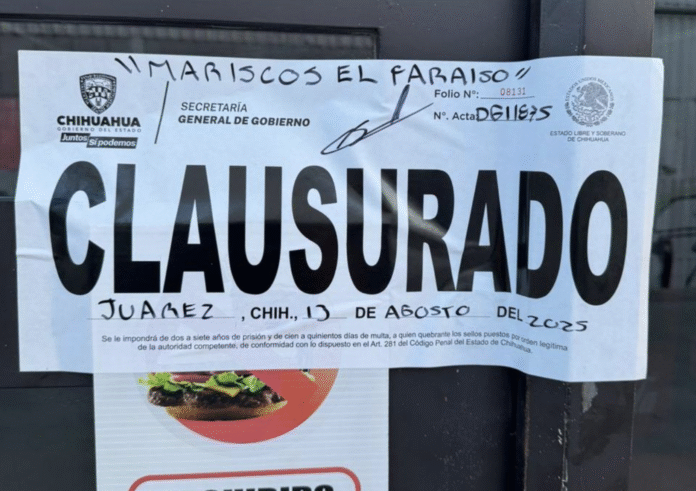 "MARISCOS EL FARAISO"
CHIHUAHUA
GOBIERNO DEL ESTADO
Juntos Sí podemos
SECRETARÍA
GENERAL DE GOBIERNO
Folio N°: 08131
N°. Acta: DG11875
ESTADO LIBRE Y SOBERANO
DE CHIHUAHUA
CLAUSURADO
JUAREZ, CHIH., 13 DE AGOSTO DEL 2025
Se le impondrá de dos a siete años de prisión y de cien a quinientos días de multa, a quien quebrante los sellos puestos por orden legítima
de la autoridad competente, de conformidad con lo dispuesto en el Art. 281 del Código Penal del Estado de Chihuahua.